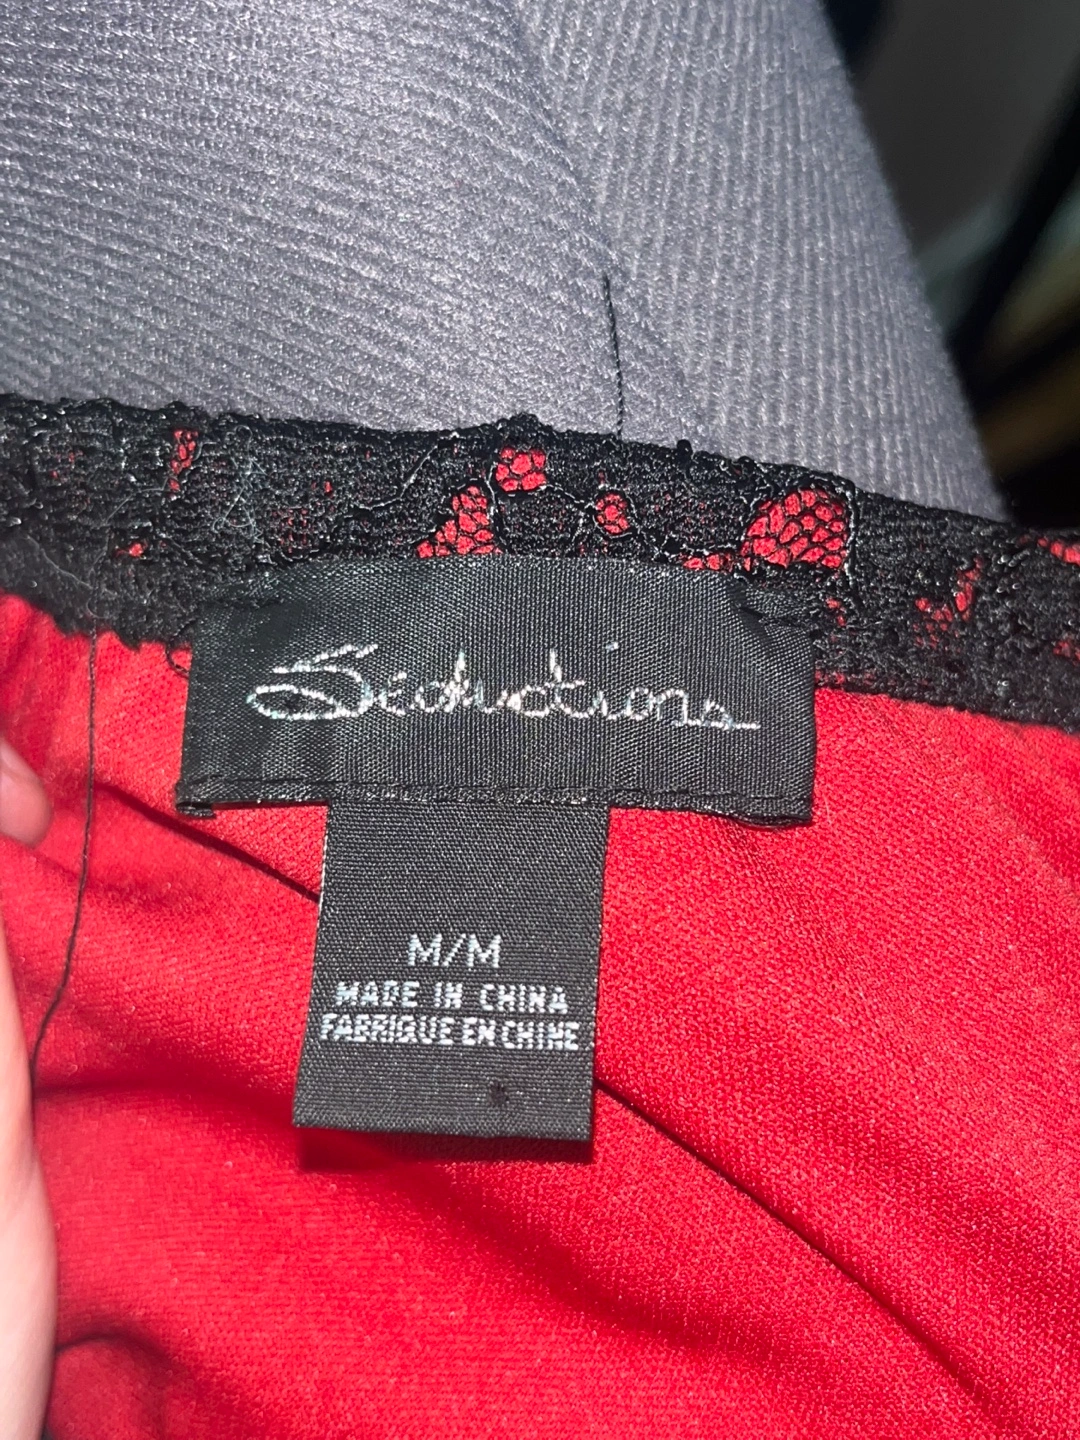 Séductions
M/M
MADE IN CHINA
FABRIQUE EN CHINE